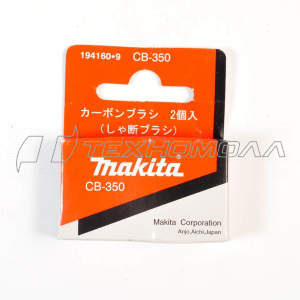 194160-9 CB-350
カーボンブラシ 2個入
(しゃ断ブラシ)
ТЕХНОМОЛЛ
makita
CB-350
Makita Corporation
Anjo,Aichi,Japan